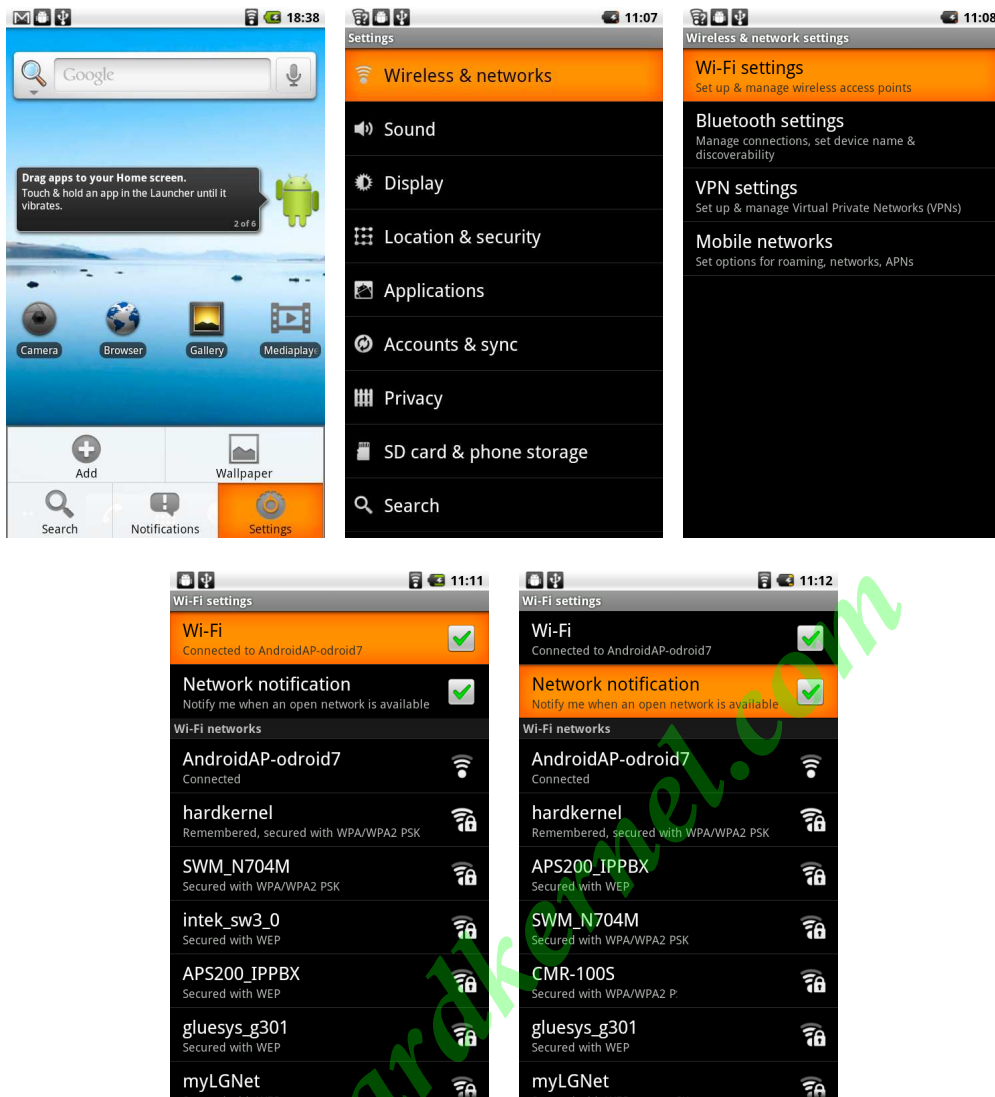 18:38
Google
Drag apps to your Home screen.
Touch & hold an app in the Launcher until it
vibrates.
2 of 6
Camera
Browser
Gallery
Mediaplaye
Add
Wallpaper
Search
Notifications
Settings
11:07
Settings
Wireless & networks
Sound
Display
Location & security
Applications
Accounts & sync
Privacy
SD card & phone storage
Search
11:08
Wireless & network settings
Wi-Fi settings
Set up & manage wireless access points
Bluetooth settings
Manage connections, set device name &
discoverability
VPN settings
Set up & manage Virtual Private Networks (VPNs)
Mobile networks
Set options for roaming, networks, APNs
11:11
Wi-Fi settings
Wi-Fi
Connected to AndroidAP-odroid7
Network notification
Notify me when an open network is available
Wi-Fi networks
AndroidAP-odroid7
Connected
hardkernel
Remembered, secured with WPA/WPA2 PSK
SWM_N704M
Secured with WPA/WPA2 PSK
intek_sw3_0
Secured with WEP
APS200_IPPBX
Secured with WEP
gluesys_g301
Secured with WEP
myLGNet
11:12
Wi-Fi settings
Wi-Fi
Connected to AndroidAP-odroid7
Network notification
Notify me when an open network is available
Wi-Fi networks
AndroidAP-odroid7
Connected
hardkernel
Remembered, secured with WPA/WPA2 PSK
APS200_IPPBX
Secured with WEP
SWM_N704M
Secured with WPA/WPA2 PSK
CMR-100S
Secured with WPA/WPA2 P
gluesys_g301
Secured with WEP
myLGNet
ardkernel.com